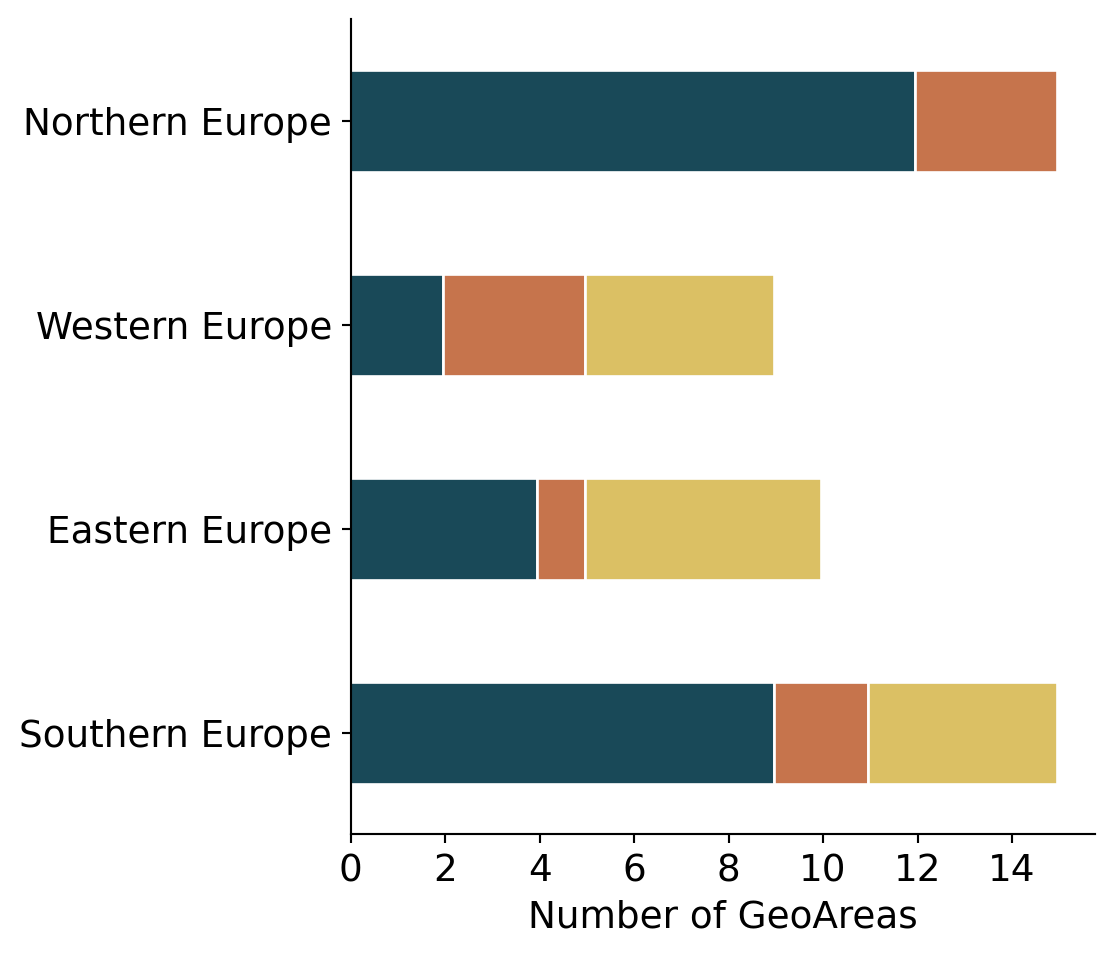 Northern Europe
Western Europe
Eastern Europe
Southern Europe
0 2 4 6 8 10 12 14
Number of GeoAreas